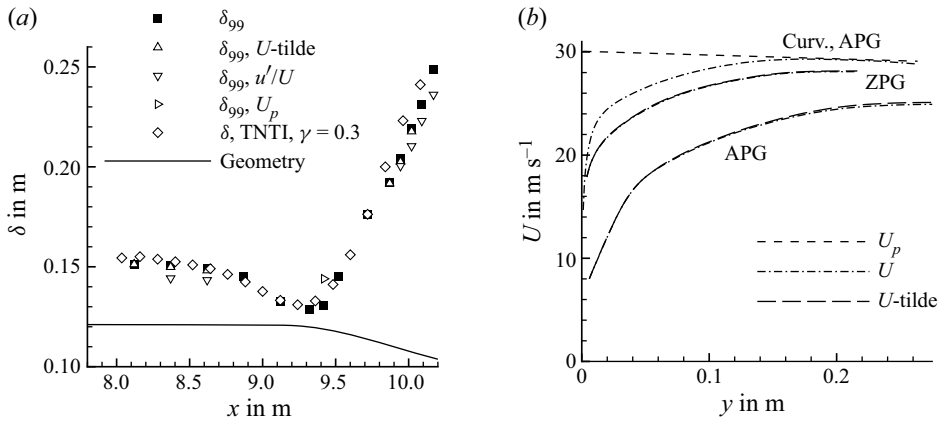 (a)
δ99
δ99, U-tilde
δ99, u′/U
δ99, Up
δ, TNTI, γ = 0.3
Geometry
0.25
0.20
0.15
0.10
δ in m
8.0 8.5 9.0 9.5 10.0
x in m
(b)
Curv., APG
ZPG
APG
Up
U
U-tilde
30
20
10
0
U in m s−1
0 0.1 0.2
y in m